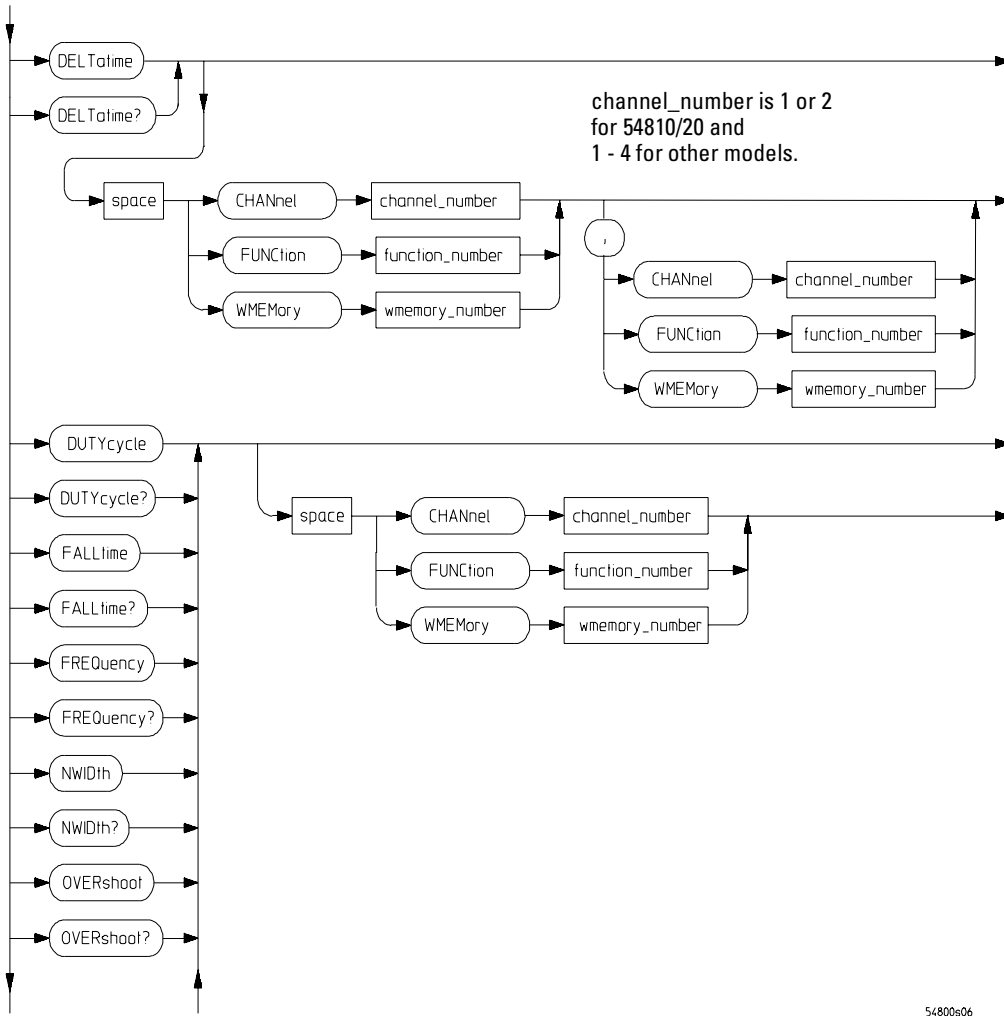 DELTatime
DELTatime?
channel_number is 1 or 2
for 54810/20 and
1 - 4 for other models.
space
CHANnel
channel_number
FUNCtion
function_number
WMEMory
wmemory_number
,
CHANnel
channel_number
FUNCtion
function_number
WMEMory
wmemory_number
DUTYcycle
DUTYcycle?
FALLtime
FALLtime?
FREQuency
FREQuency?
NWIDth
NWIDth?
OVERshoot
OVERshoot?
space
CHANnel
channel_number
FUNCtion
function_number
WMEMory
wmemory_number
54800s06